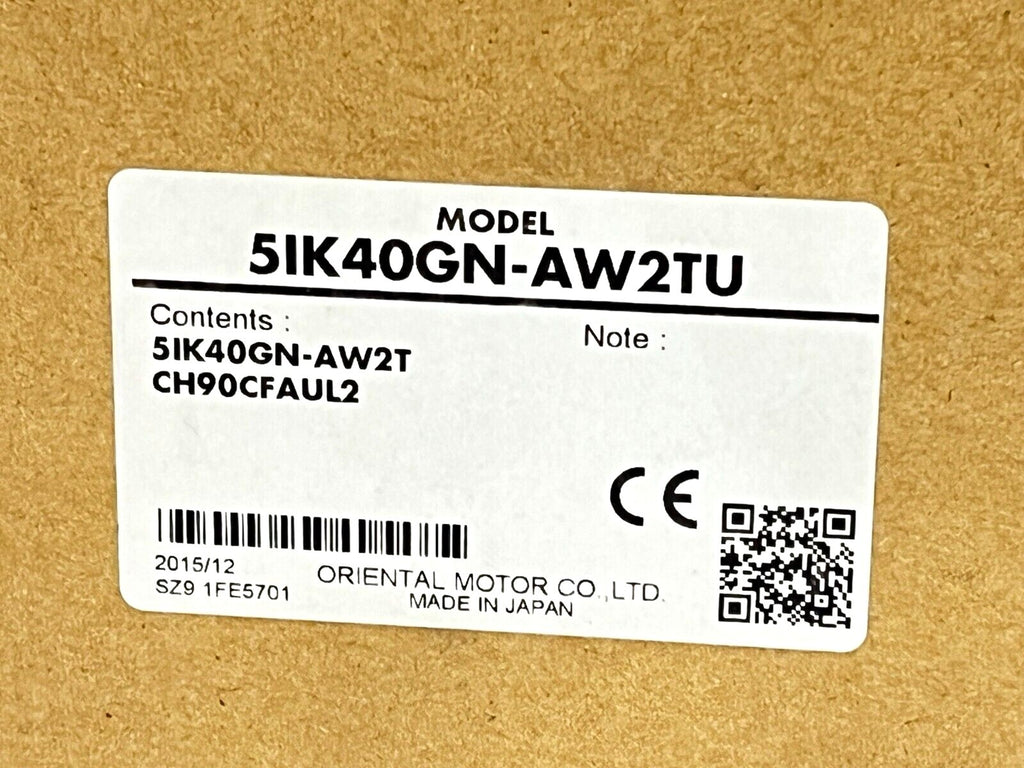 MODEL
5IK40GN-AW2TU
Contents :
5IK40GN-AW2T
CH90CFAUL2
Note :
CE
2015/12
SZ9 1FE5701
ORIENTAL MOTOR CO.,LTD.
MADE IN JAPAN